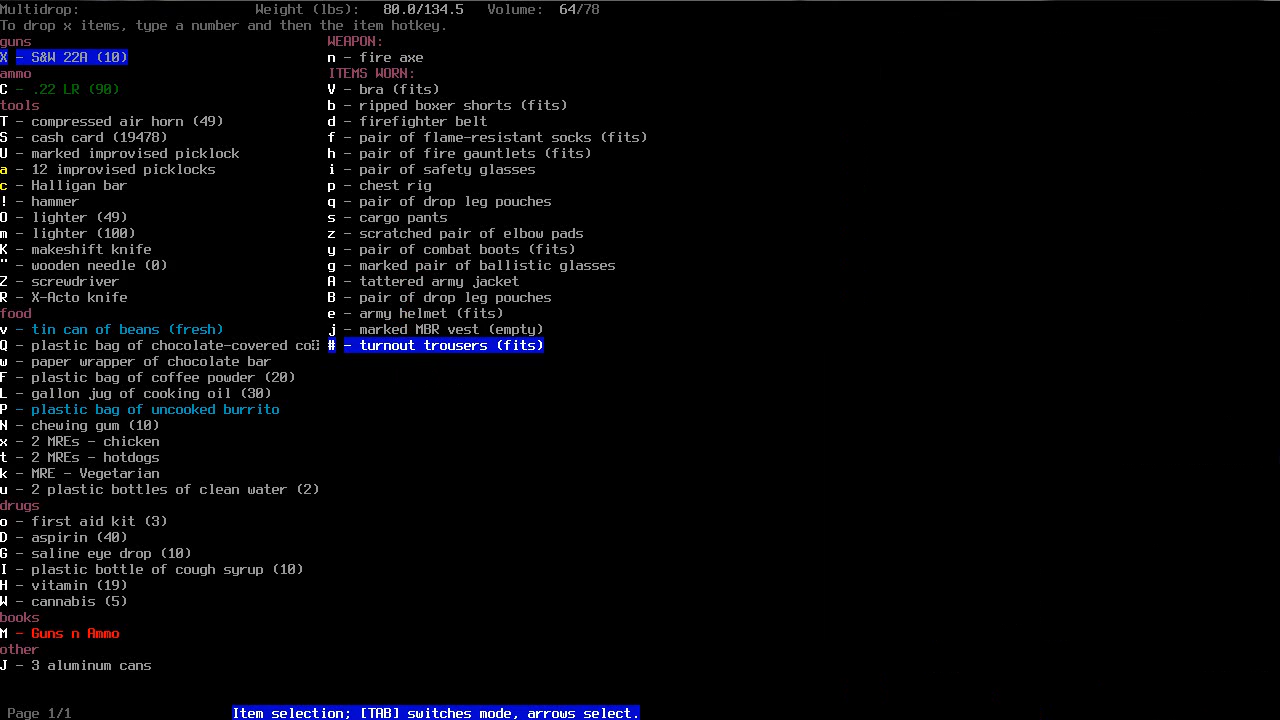 Multidrop: Weight (lbs): 80.0/134.5 Volume: 64/78
To drop x items, type a number and then the item hotkey.
guns
X - S&W 22A (10)
ammo
C - .22 LR (90)
tools
T - compressed air horn (49)
S - cash card (19478)
U - marked improvised picklock
a - 12 improvised picklocks
c - Halligan bar
! - hammer
O - lighter (49)
m - lighter (100)
K - makeshift knife
" - wooden needle (0)
Z - screwdriver
R - X-Acto knife
food
v - tin can of beans (fresh)
Q - plastic bag of chocolate-covered co
w - paper wrapper of chocolate bar
F - plastic bag of coffee powder (20)
L - gallon jug of cooking oil (30)
P - plastic bag of uncooked burrito
N - chewing gum (10)
x - 2 MREs - chicken
t - 2 MREs - hotdogs
k - MRE - Vegetarian
u - 2 plastic bottles of clean water (2)
drugs
o - first aid kit (3)
D - aspirin (40)
G - saline eye drop (10)
I - plastic bottle of cough syrup (10)
H - vitamin (19)
W - cannabis (5)
books
M - Guns n Ammo
other
J - 3 aluminum cans
WEAPON:
n - fire axe
ITEMS WORN:
V - bra (fits)
b - ripped boxer shorts (fits)
d - firefighter belt
f - pair of flame-resistant socks (fits)
h - pair of fire gauntlets (fits)
i - pair of safety glasses
p - chest rig
q - pair of drop leg pouches
s - cargo pants
z - scratched pair of elbow pads
y - pair of combat boots (fits)
g - marked pair of ballistic glasses
A - tattered army jacket
B - pair of drop leg pouches
e - army helmet (fits)
j - marked MBR vest (empty)
# - turnout trousers (fits)
Page 1/1 Item selection; [TAB] switches mode, arrows select.